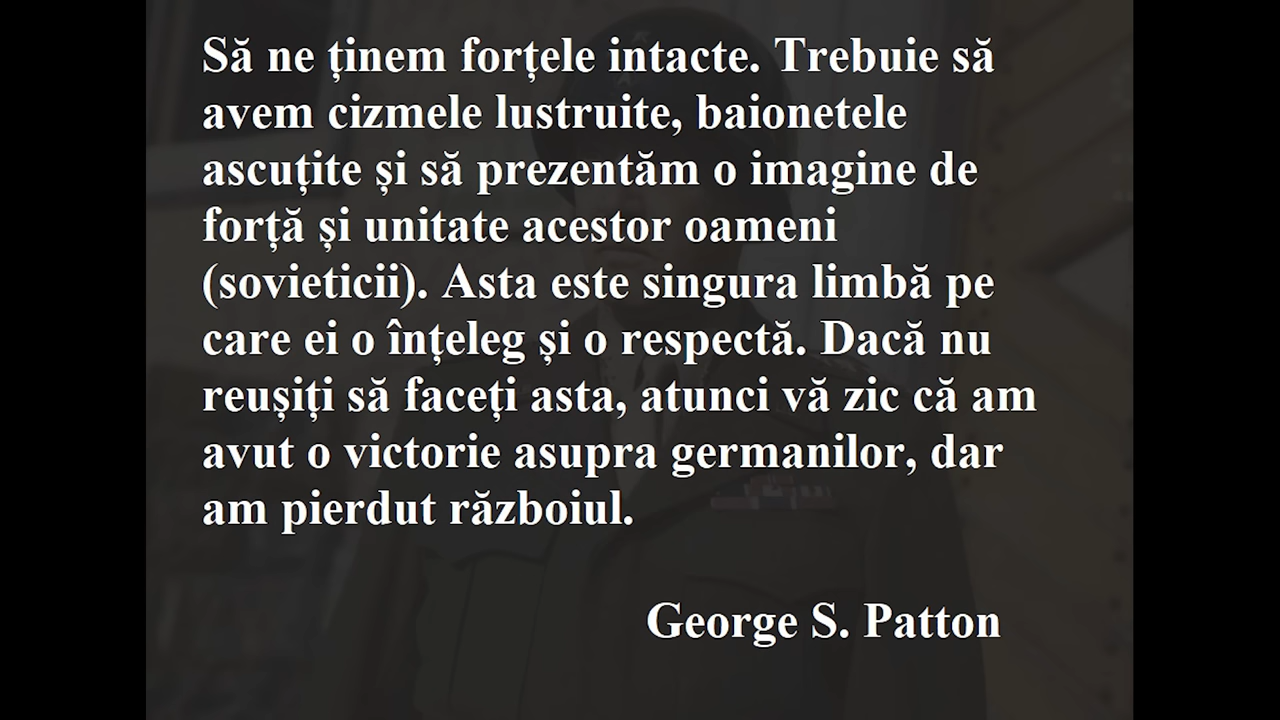 Să ne ținem forțele intacte. Trebuie să
avem cizmele lustruite, baionetele
ascuțite și să prezentăm o imagine de
forță și unitate acestor oameni
(sovieticii). Asta este singura limbă pe
care ei o înțeleg și o respectă. Dacă nu
reușiți să faceți asta, atunci vă zic că am
avut o victorie asupra germanilor, dar
am pierdut războiul.
George S. Patton